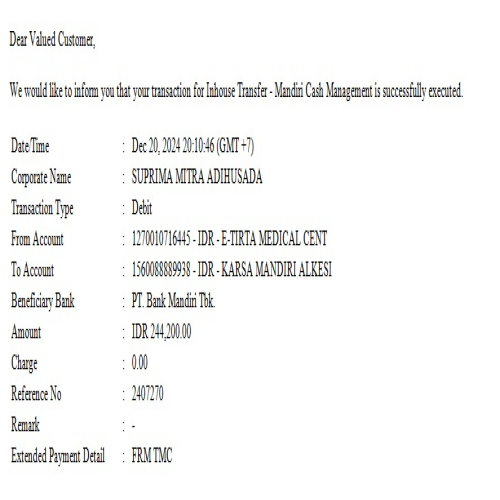 Dear Valued Customer,
We would like to inform you that your transaction for Inhouse Transfer - Mandiri Cash Management is successfully executed.
Date/Time : Dec 20, 2024 20:10:46 (GMT +7)
Corporate Name : SUPRIMA MITRA ADIHUSADA
Transaction Type : Debit
From Account : 1270010716445 - IDR - E-TIRTA MEDICAL CENT
To Account : 1560088889938 - IDR - KARSA MANDIRI ALKESI
Beneficiary Bank : PT. Bank Mandiri Tbk.
Amount : IDR 244,200.00
Charge : 0.00
Reference No : 2407270
Remark : -
Extended Payment Detail : FRM TMC